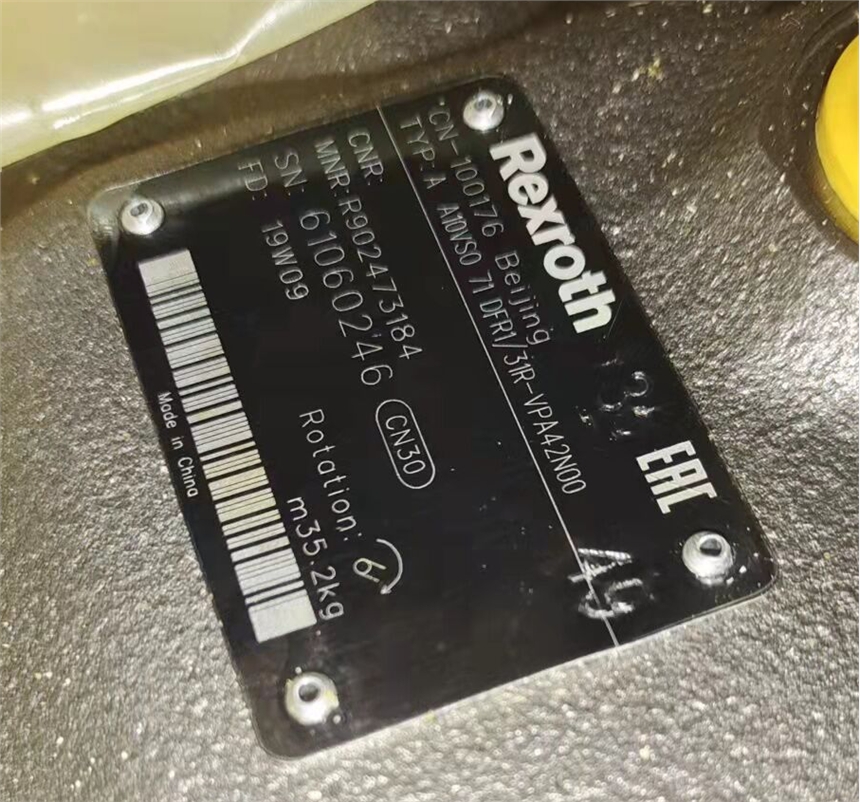 Rexroth
EAC
*CN-100176 Beijing
TYP: A A10VSO 71 DFR1/31R-VPA42N00
CNR:
MNR: R902473184
SN: 61060246 CN30
FD: 19W09
Rotation:
m35.2kg
Made in China
A9